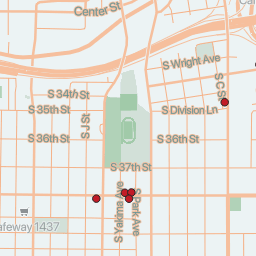 Center St
S Wright Ave
S C St
S 34th St
S 35th St
S Division Ln
S J St
S 36th St
S 36th St
S 37th St
S Yakima Ave
S Park Ave
afeway 1437